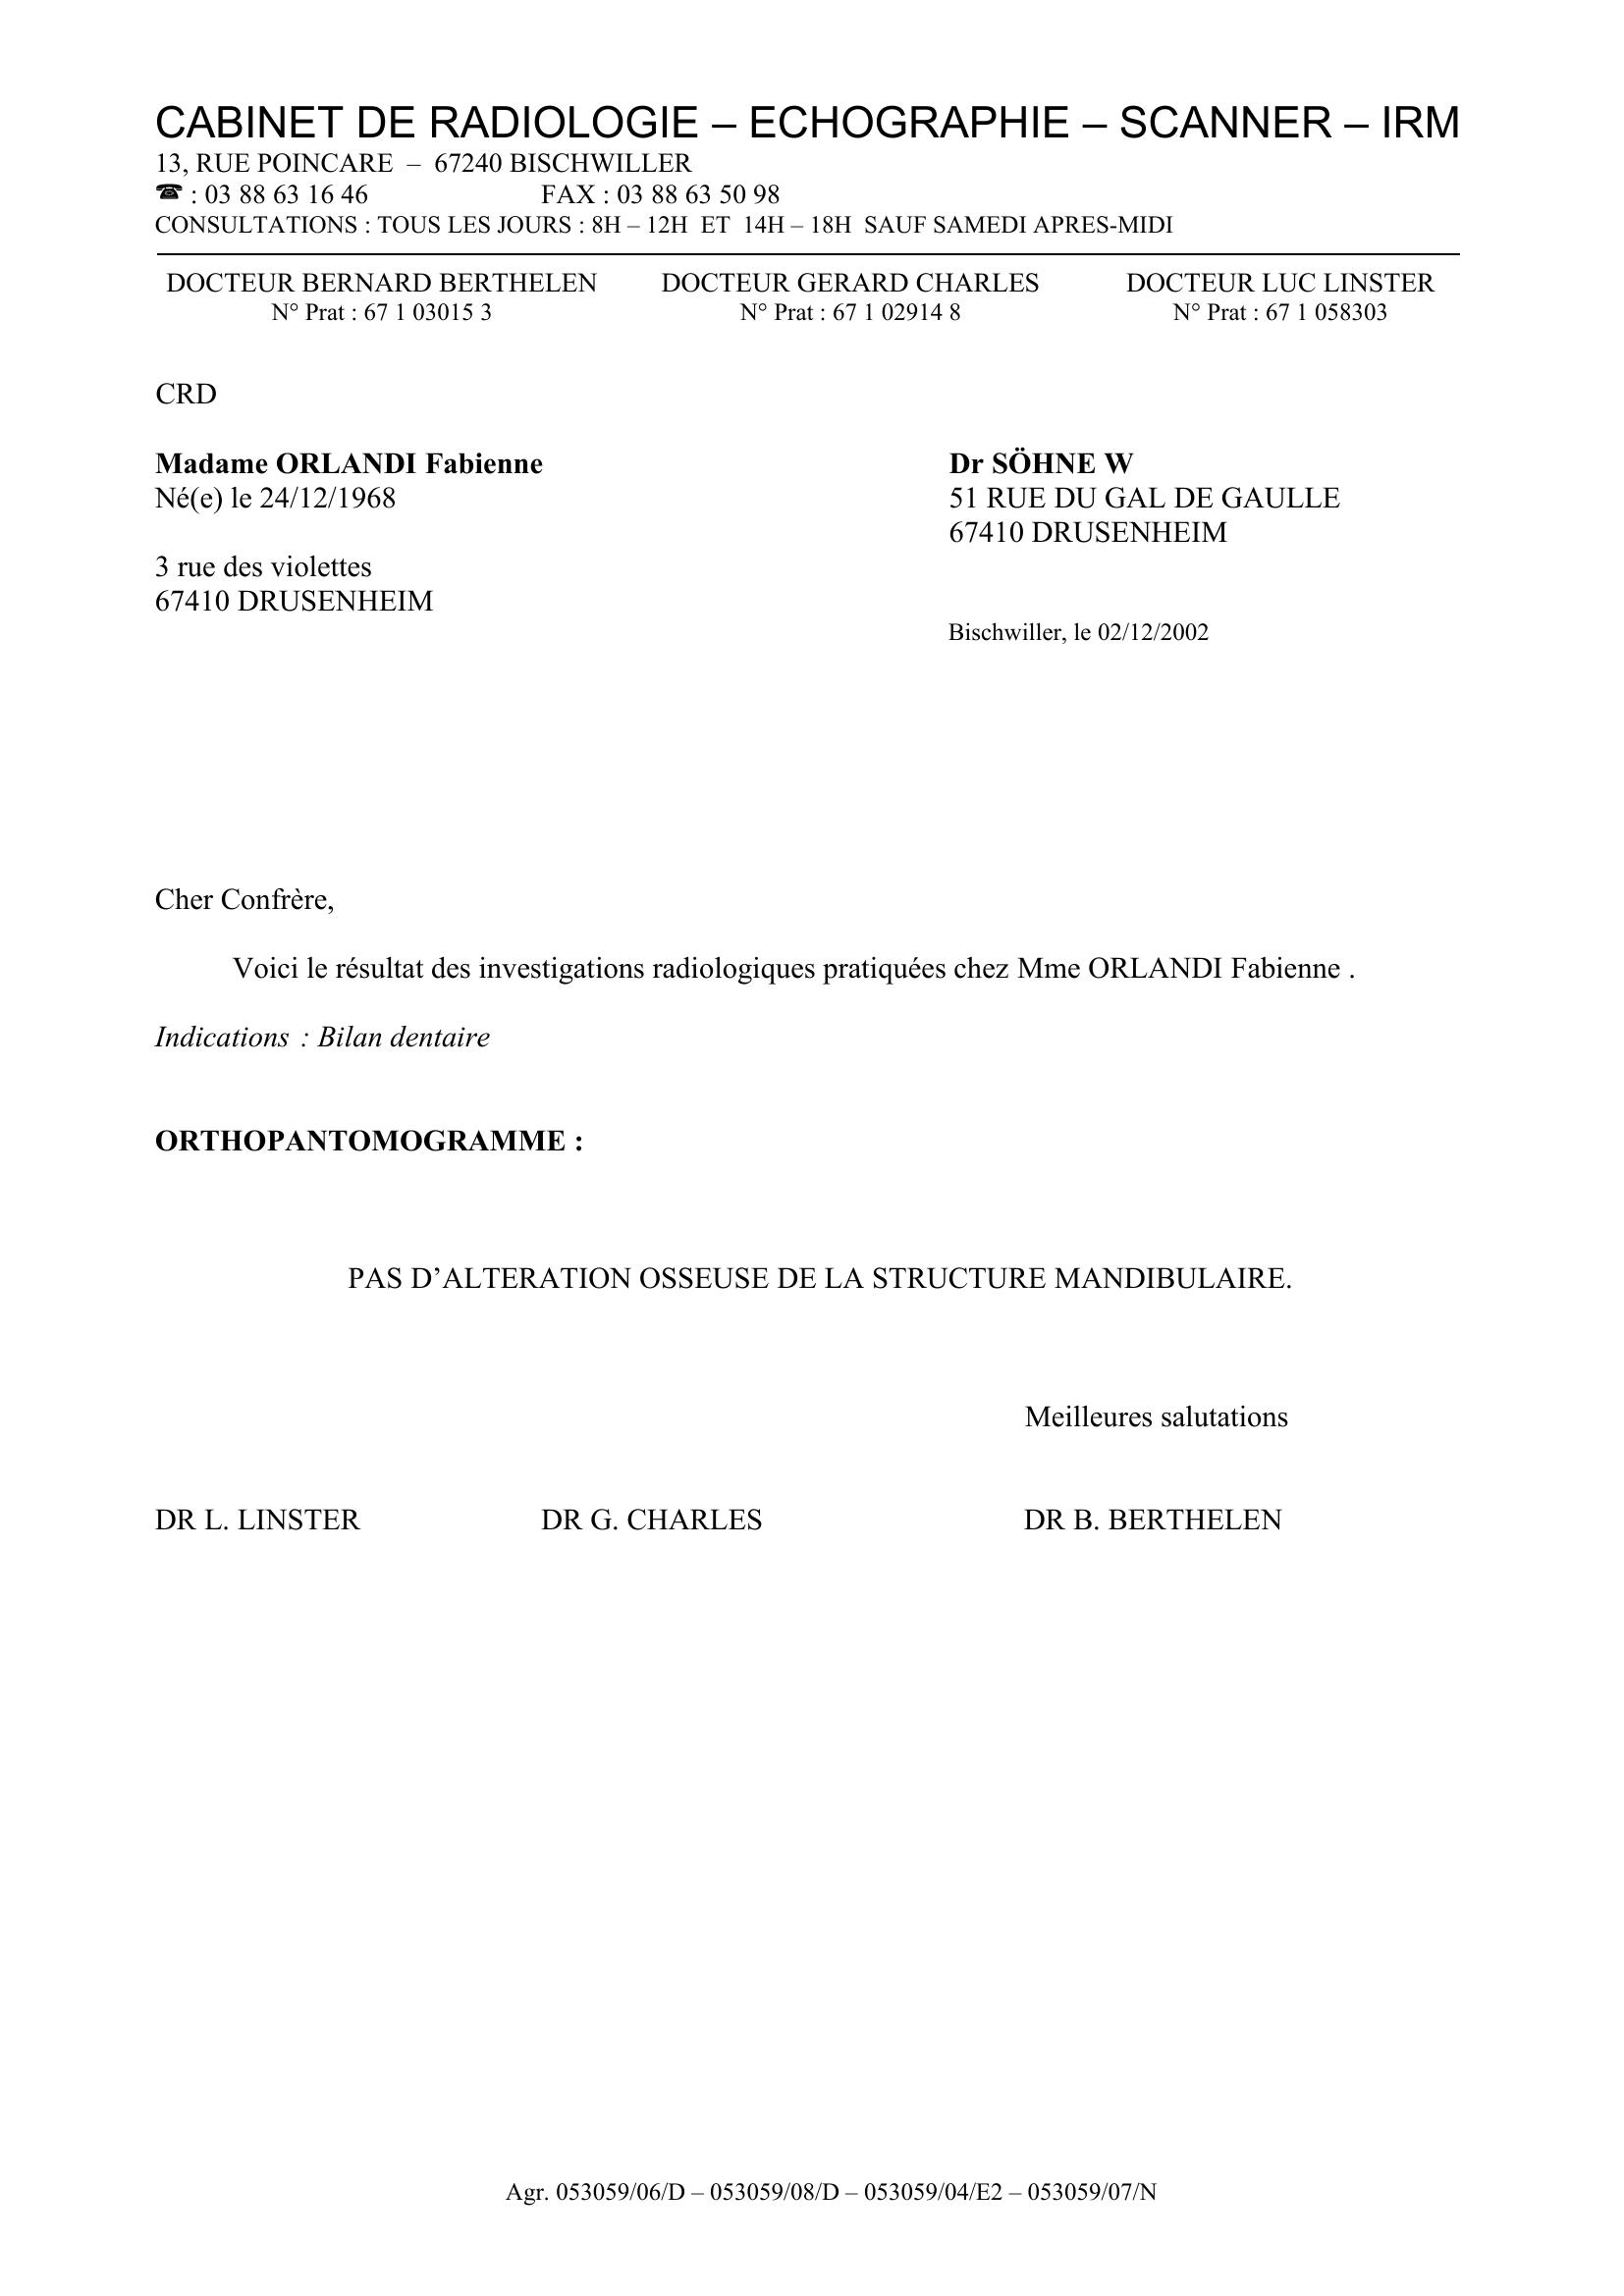 CABINET DE RADIOLOGIE – ECHOGRAPHIE – SCANNER – IRM
13, RUE POINCARE – 67240 BISCHWILLER
☎ : 03 88 63 16 46 FAX : 03 88 63 50 98
CONSULTATIONS : TOUS LES JOURS : 8H – 12H ET 14H – 18H SAUF SAMEDI APRES-MIDI
DOCTEUR BERNARD BERTHELEN DOCTEUR GERARD CHARLES DOCTEUR LUC LINSTER
N° Prat : 67 1 03015 3 N° Prat : 67 1 02914 8 N° Prat : 67 1 058303
CRD
Madame ORLANDI Fabienne
Né(e) le 24/12/1968
3 rue des violettes
67410 DRUSENHEIM
Dr SÖHNE W
51 RUE DU GAL DE GAULLE
67410 DRUSENHEIM
Bischwiller, le 02/12/2002
Cher Confrère,
Voici le résultat des investigations radiologiques pratiquées chez Mme ORLANDI Fabienne .
Indications : Bilan dentaire
ORTHOPANTOMOGRAMME :
PAS D’ALTERATION OSSEUSE DE LA STRUCTURE MANDIBULAIRE.
Meilleures salutations
DR L. LINSTER DR G. CHARLES DR B. BERTHELEN
Agr. 053059/06/D – 053059/08/D – 053059/04/E2 – 053059/07/N